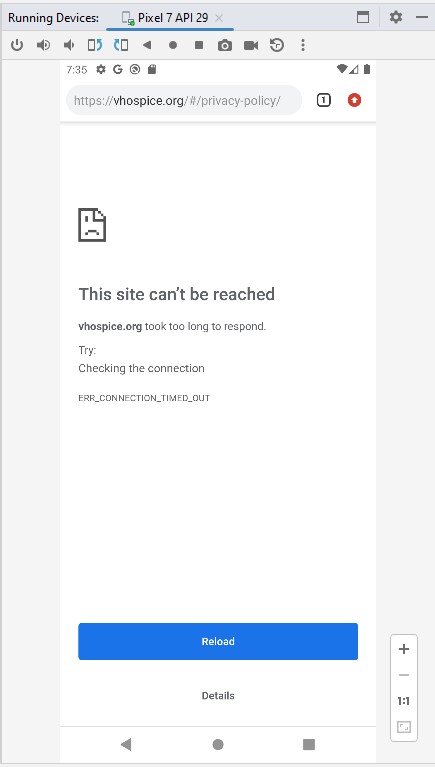 Running Devices: Pixel 7 API 29
7:35
https://vhospice.org/#/privacy-policy/ 1
This site can't be reached
vhospice.org took too long to respond.
Try:
Checking the connection
ERR_CONNECTION_TIMED_OUT
Reload
Details
1:1